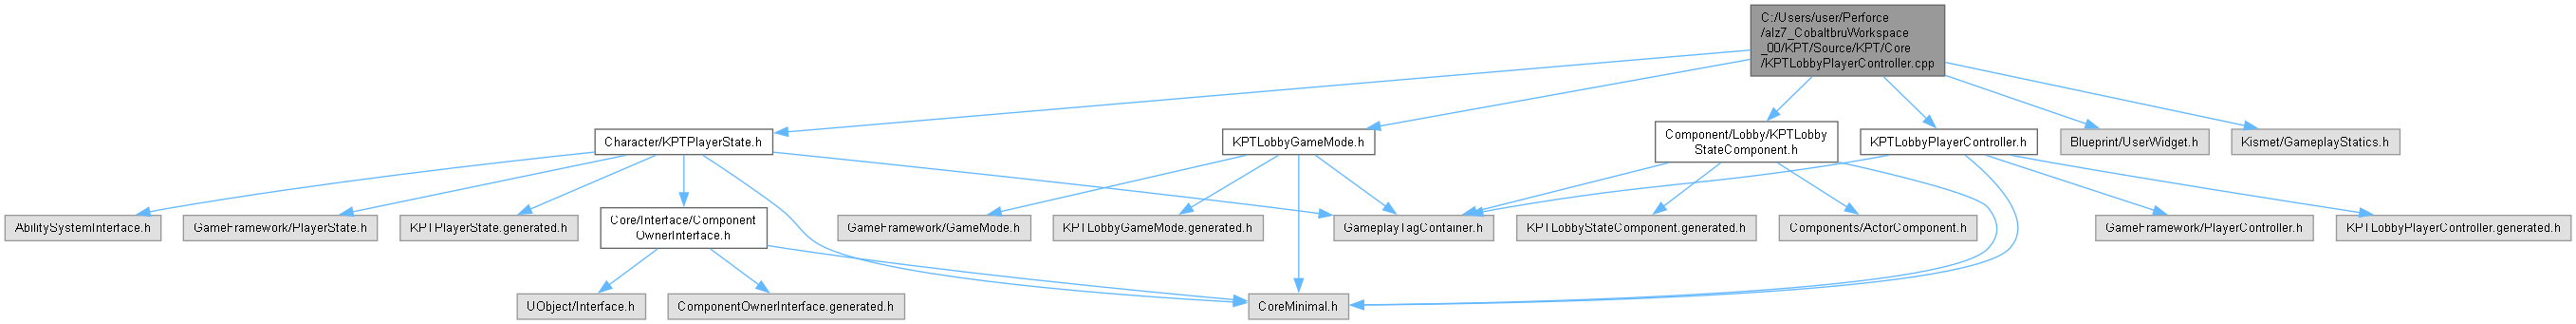 C:/Users/user/Perforce
/alz7_CobaltbruWorkspace
_00/KPT/Source/KPT/Core
/KPTLobbyPlayerController.cpp
Character/KPTPlayerState.h
KPTLobbyGameMode.h
Component/Lobby/KPTLobby
StateComponent.h
KPTLobbyPlayerController.h
Blueprint/UserWidget.h
Kismet/GameplayStatics.h
AbilitySystemInterface.h
GameFramework/PlayerState.h
KPTPlayerState.generated.h
Core/Interface/Component
OwnerInterface.h
GameFramework/GameMode.h
KPTLobbyGameMode.generated.h
GameplayTagContainer.h
KPTLobbyStateComponent.generated.h
Components/ActorComponent.h
GameFramework/PlayerController.h
KPTLobbyPlayerController.generated.h
UObject/Interface.h
ComponentOwnerInterface.generated.h
CoreMinimal.h